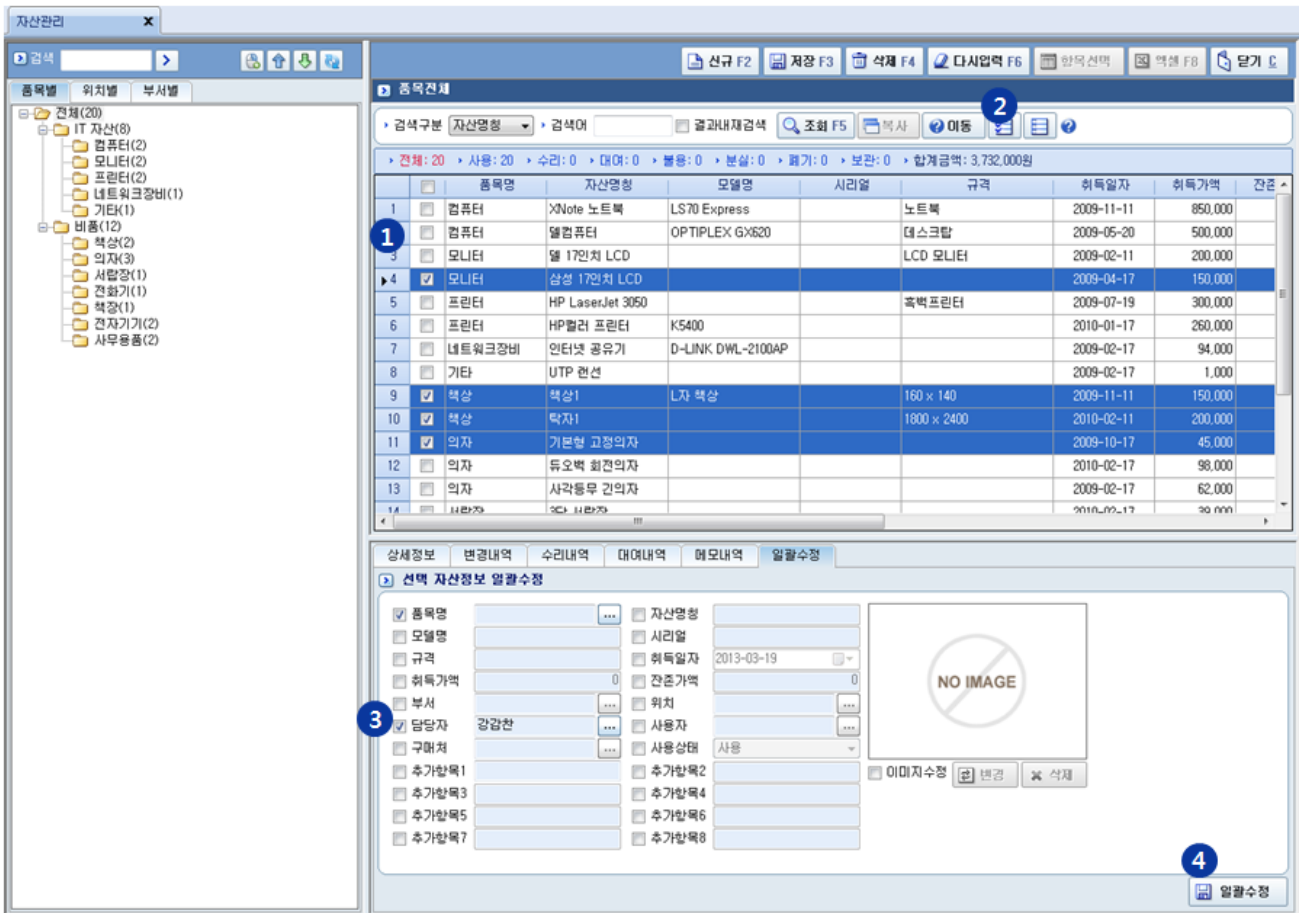 자산관리 x
검색
신규 F2 저장 F3 삭제 F4 다시입력 F6 항목선택 엑셀 F8 닫기 C
품목별 위치별 부서별
전체(20)
IT 자산(8)
컴퓨터(2)
모니터(2)
프린터(2)
네트워크장비(1)
기타(1)
비품(12)
책상(2)
의자(3)
서랍장(1)
전화기(1)
책장(1)
전자기기(2)
사무용품(2)
품목전체
2
검색구분 자산명칭 검색어 결과내재검색 조회 F5 복사 이동
전체: 20 사용: 20 수리: 0 대여: 0 불용: 0 분실: 0 폐기: 0 보관: 0 합계금액: 3,732,000원
품목명 자산명칭 모델명 시리얼 규격 취득일자 취득가액 잔존
1 컴퓨터 XNote 노트북 LS70 Express 노트북 2009-11-11 850,000
1 컴퓨터 델컴퓨터 OPTIPLEX GX620 데스크탑 2009-05-20 500,000
3 모니터 델 17인치 LCD LCD 모니터 2009-02-11 200,000
4 모니터 삼성 17인치 LCD 2009-04-17 150,000
5 프린터 HP LaserJet 3050 흑백프린터 2009-07-19 300,000
6 프린터 HP컬러 프린터 K5400 2010-01-17 260,000
7 네트워크장비 인터넷 공유기 D-LINK DWL-2100AP 2009-02-17 94,000
8 기타 UTP 랜선 2009-02-17 1,000
9 책상 책상1 L자 책상 160 x 140 2009-11-11 150,000
10 책상 탁자1 1800 x 2400 2010-02-11 200,000
11 의자 기본형 고정의자 2009-10-17 45,000
12 의자 듀오백 회전의자 2010-02-17 98,000
13 의자 사각등무 긴의자 2009-02-17 62,000
14 서랍장 3단 서랍장 2010-02-17 39,000
상세정보 변경내역 수리내역 대여내역 메모내역 일괄수정
선택 자산정보 일괄수정
품목명 ... 자산명칭
모델명 시리얼
규격 취득일자 2013-03-19
취득가액 0 잔존가액 0
NO IMAGE
부서 ... 위치 ...
3 담당자 강감찬 ... 사용자 ...
구매처 ... 사용상태 사용
추가항목1 추가항목2 이미지수정 변경 삭제
추가항목3 추가항목4
추가항목5 추가항목6
추가항목7 추가항목8
4
일괄수정